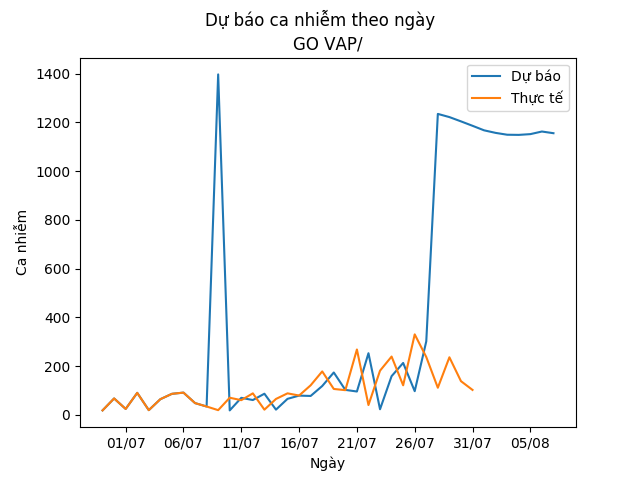 Dự báo ca nhiễm theo ngày
GO VAP/
Dự báo
Thực tế
Ca nhiễm
1400
1200
1000
800
600
400
200
0
01/07 06/07 11/07 16/07 21/07 26/07 31/07 05/08
Ngày